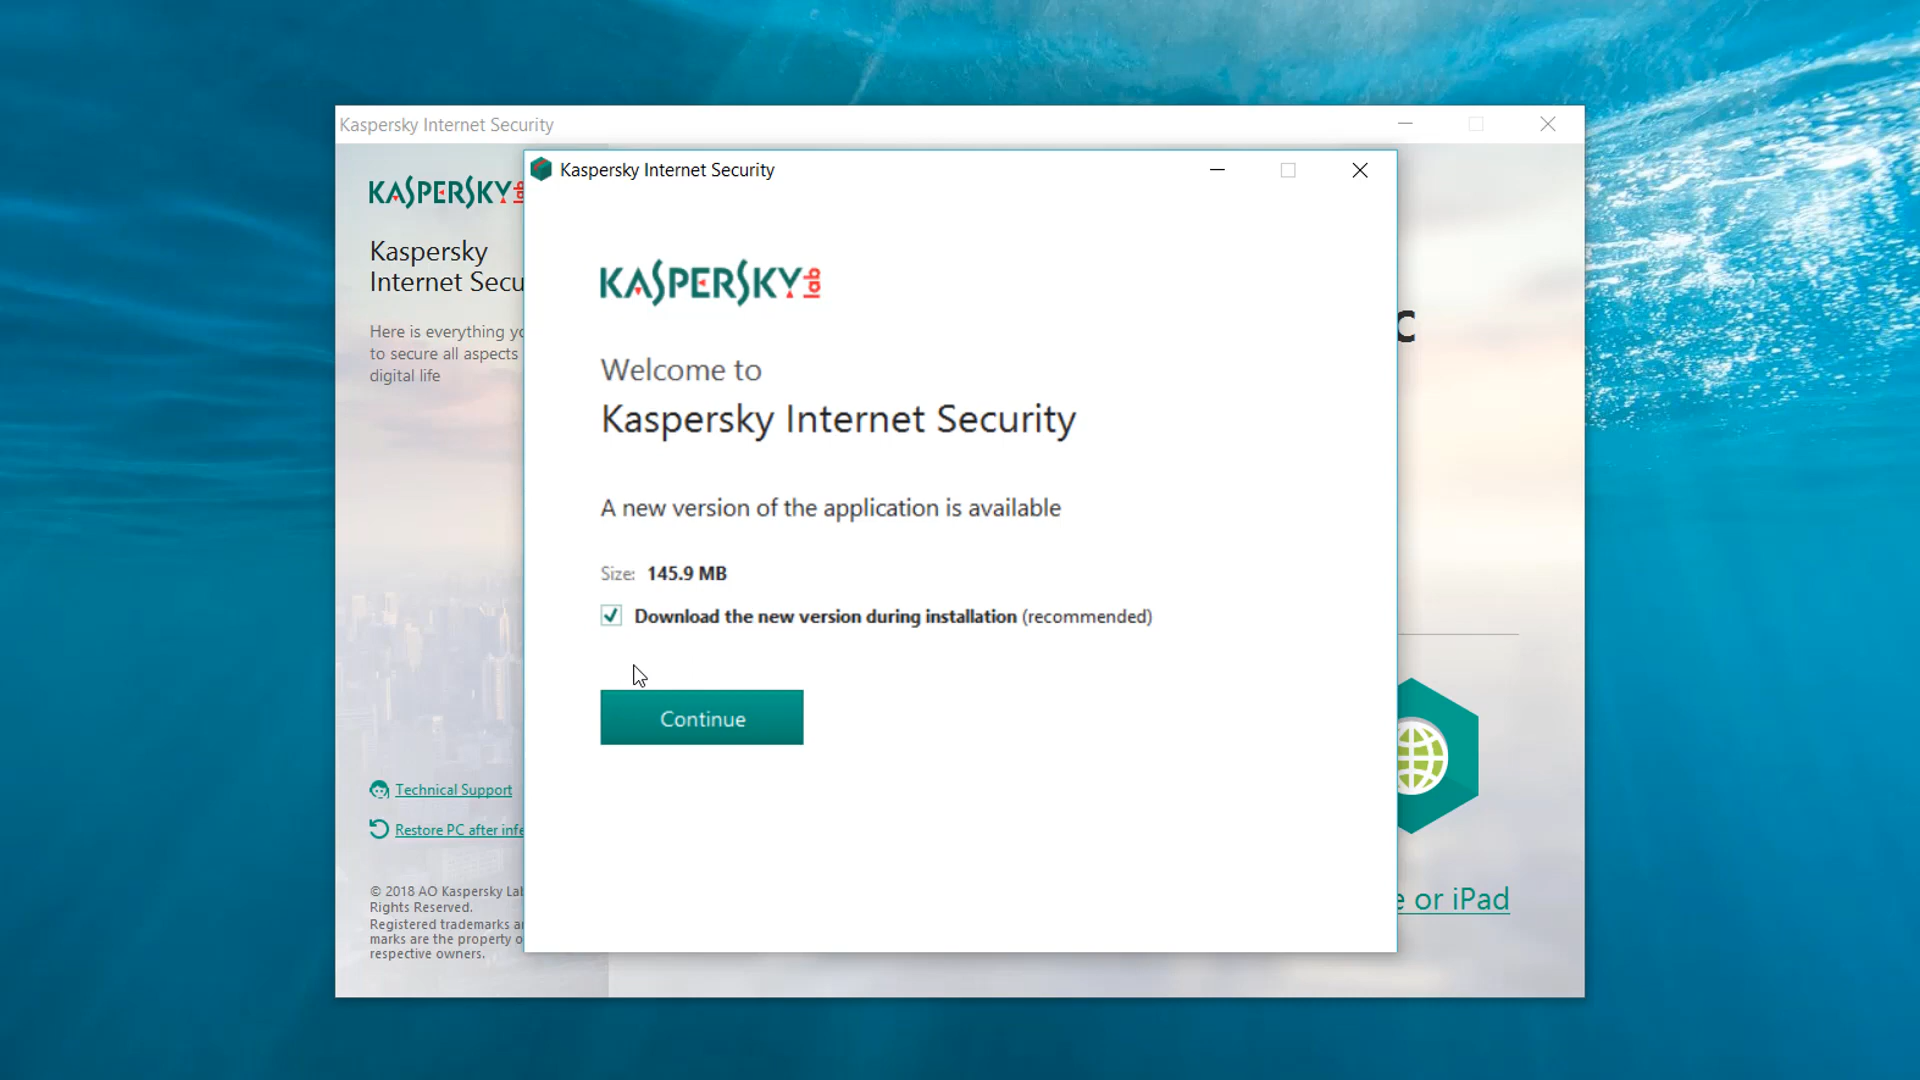 Kaspersky Internet Security
KASPERSKY
Kaspersky
Internet Secu
Here is everything yo
to secure all aspects
digital life
Technical Support
Restore PC after infe
© 2018 AO Kaspersky Lab
Rights Reserved.
Registered trademarks a
marks are the property o
respective owners.
Kaspersky Internet Security
KASPERSKY lab
Welcome to
Kaspersky Internet Security
A new version of the application is available
Size: 145.9 MB
Download the new version during installation (recommended)
Continue
c
e or iPad